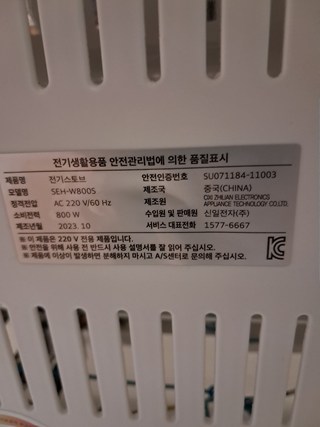 전기생활용품 안전관리법에 의한 품질표시
제품명 전기스토브 안전인증번호 SU071184-11003
모델명 SEH-W800S 제조국 중국(CHINA)
정격전압 AC 220 V/60 Hz 제조원 CIXI ZHIJIAN ELECTRONICS APPLIANCE TECHNOLOGY CO.,LTD.
소비전력 800 W 수입원 및 판매원 신일전자(주)
제조년월 2023. 10 서비스 대표전화 1577-6667
※ 이 제품은 220 V 전용 제품입니다.
※ 안전을 위해 사용 전 반드시 사용 설명서를 잘 읽어 주십시오.
※ 제품에 이상이 발생하면 분해하지 마시고 A/S센터로 문의해 주십시오.